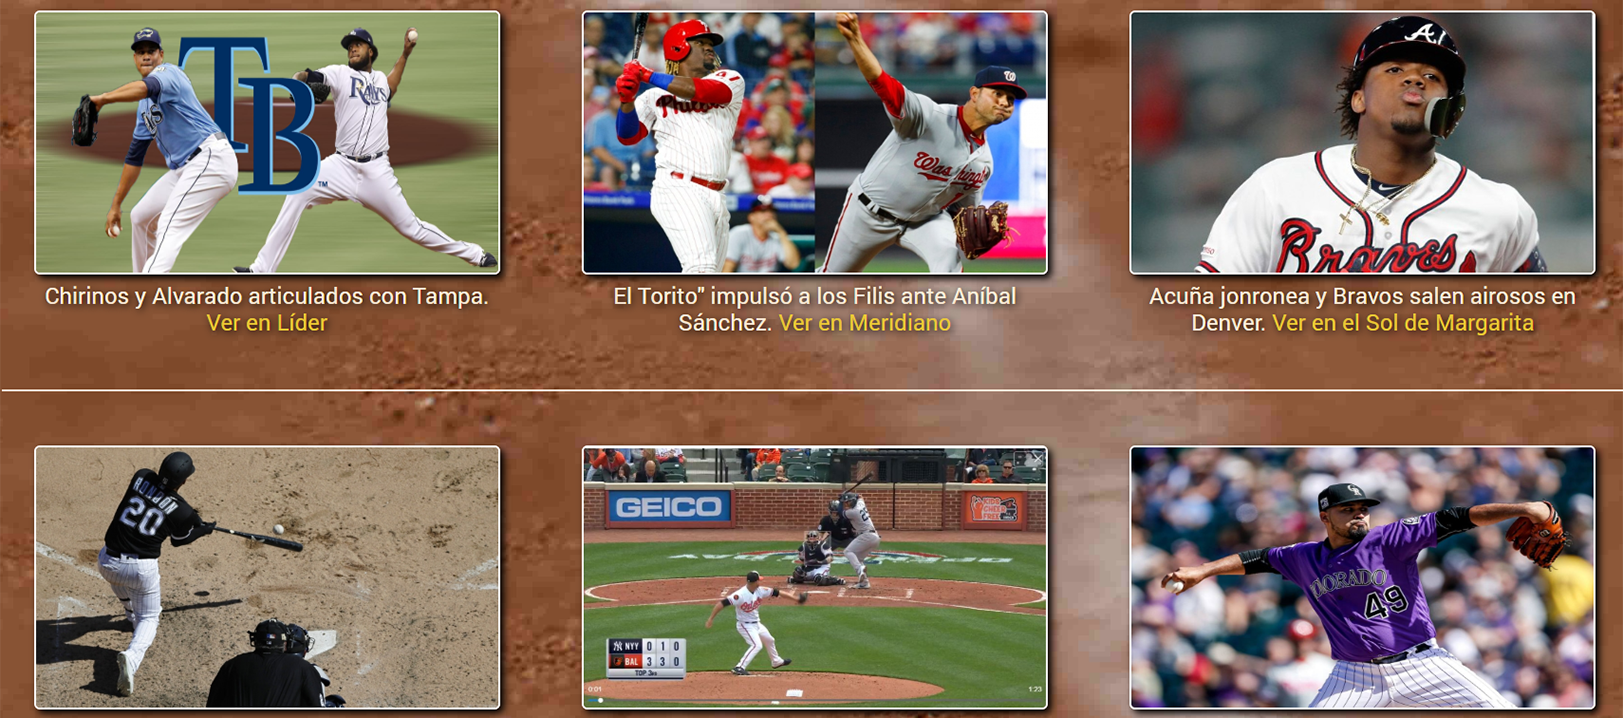 TB
TM
Rays
Phillies
W
Washington
A
Braves
Chirinos y Alvarado articulados con Tampa.
Ver en Líder
El Torito" impulsó a los Filis ante Aníbal
Sánchez. Ver en Meridiano
Acuña jonronea y Bravos salen airosos en
Denver. Ver en el Sol de Margarita
20
GEICO
NYY 0 1 0
BAL 3 3 0
TOP 3RD
0:01
1:23
CR
COLORADO
49